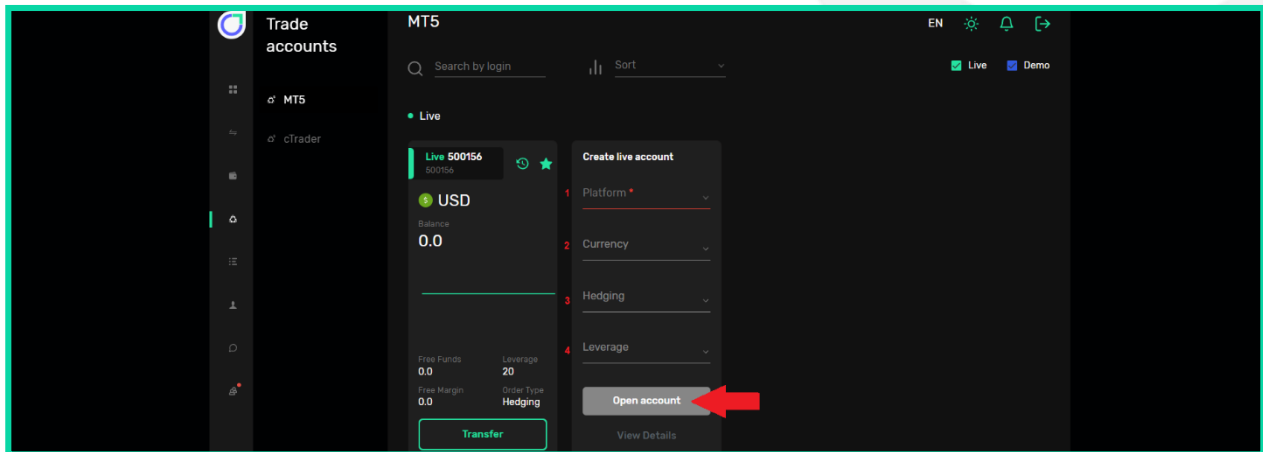 Trade
accounts
MT5
cTrader
MT5
EN
Search by login
Sort
Live
Demo
Live
Live 500156
500156
USD
Balance
0.0
Free Funds
0.0
Leverage
20
Free Margin
0.0
Order Type
Hedging
Transfer
Create live account
1 Platform *
2 Currency
3 Hedging
4 Leverage
Open account
View Details